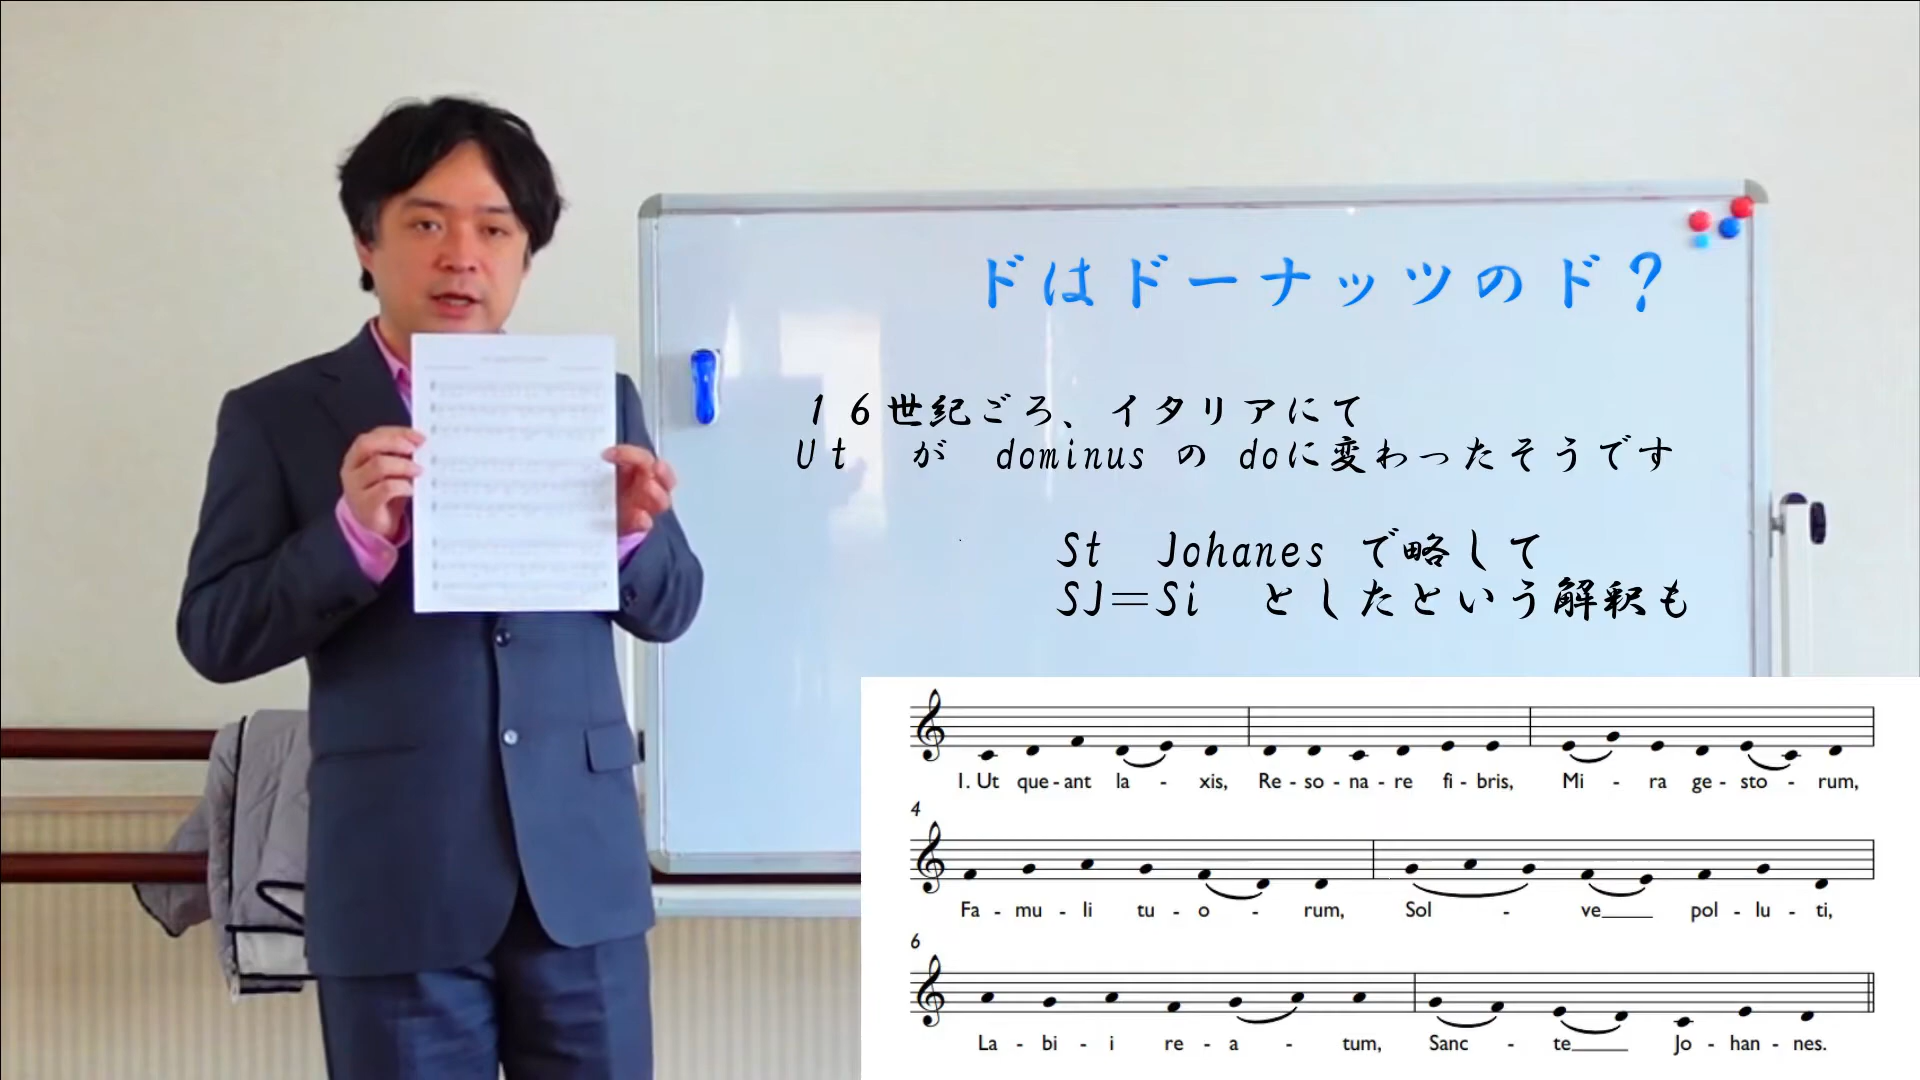 ドはドーナッツのド？
１６世紀ごろ、イタリアにて
Ut が dominus の doに変わったそうです
St Johanes で略して
SJ＝Si としたという解釈も
1. Ut que - ant la - xis, Re - so - na - re fi - bris, Mi - ra ge - sto - rum,
4
Fa - mu - li tu - o - rum, Sol - ve____ pol - lu - ti,
6
La - bi - i re - a - tum, Sanc - te____ Jo - han - nes.